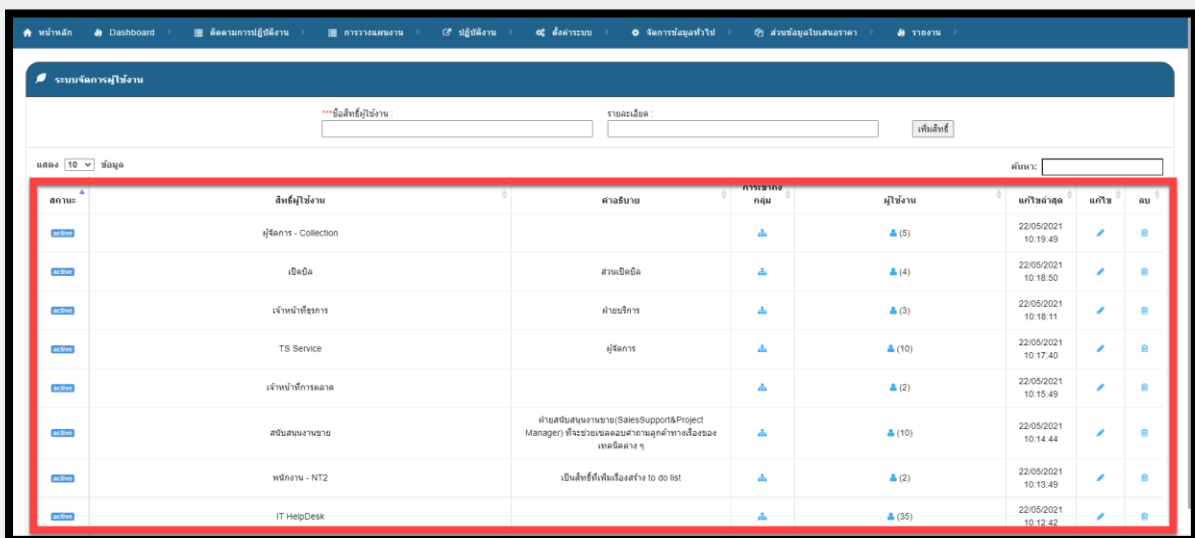 หน้าหลัก Dashboard ติดตามการปฏิบัติงาน การวางแผนงาน ปฏิบัติงาน ตั้งค่าระบบ จัดการข้อมูลทั่วไป ส่วนข้อมูลใบเสนอราคา รายงาน
ระบบจัดการผู้ใช้งาน
***ชื่อสิทธิ์ผู้ใช้งาน : รายละเอียด :
เพิ่มสิทธิ์
แสดง 10 ข้อมูล ค้นหา:
สถานะ สิทธิ์ผู้ใช้งาน คำอธิบาย การเข้าถึง
กลุ่ม ผู้ใช้งาน แก้ไขล่าสุด แก้ไข ลบ
active ผู้จัดการ - Collection (5) 22/05/2021
10:19:49
active เปิดบิล ส่วนเปิดบิล (4) 22/05/2021
10:18:50
active เจ้าหน้าที่ธุรการ ฝ่ายบริการ (3) 22/05/2021
10:18:11
active TS Service ผู้จัดการ (10) 22/05/2021
10:17:40
active เจ้าหน้าที่การตลาด (2) 22/05/2021
10:15:49
active สนับสนุนงานขาย ฝ่ายสนับสนุนงานขาย(SalesSupport&Project
Manager) ที่จะช่วยเซลตอบคำถามลูกค้าทางเรื่องของ
เทคนิคต่าง ๆ (10) 22/05/2021
10:14:44
active พนักงาน - NT2 เป็นสิทธิ์ที่เพิ่มเรื่องสร้าง to do list (2) 22/05/2021
10:13:49
active IT HelpDesk (35) 22/05/2021
10:12:42